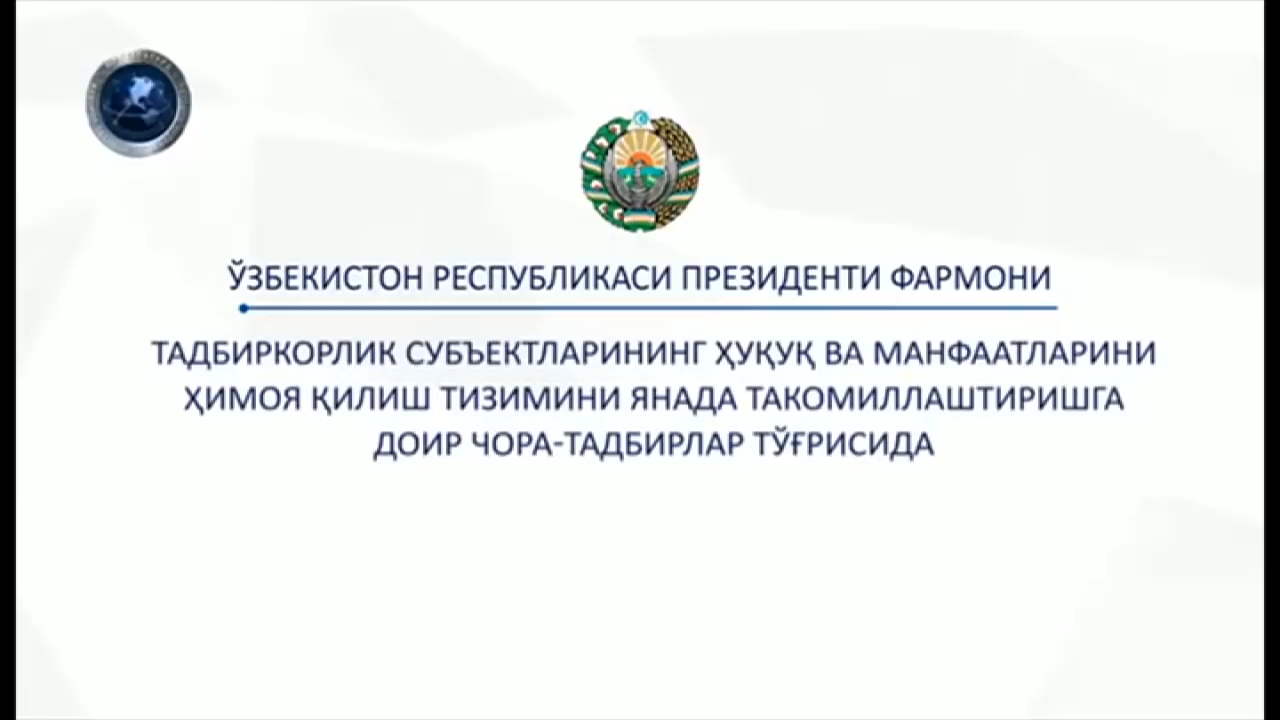 ЎЗБЕКИСТОН РЕСПУБЛИКАСИ ПРЕЗИДЕНТИ ФАРМОНИ
ТАДБИРКОРЛИК СУБЪЕКТЛАРИНИНГ ҲУҚУҚ ВА МАНФААТЛАРИНИ
ҲИМОЯ ҚИЛИШ ТИЗИМИНИ ЯНАДА ТАКОМИЛЛАШТИРИШГА
ДОИР ЧОРА-ТАДБИРЛАР ТЎҒРИСИДА